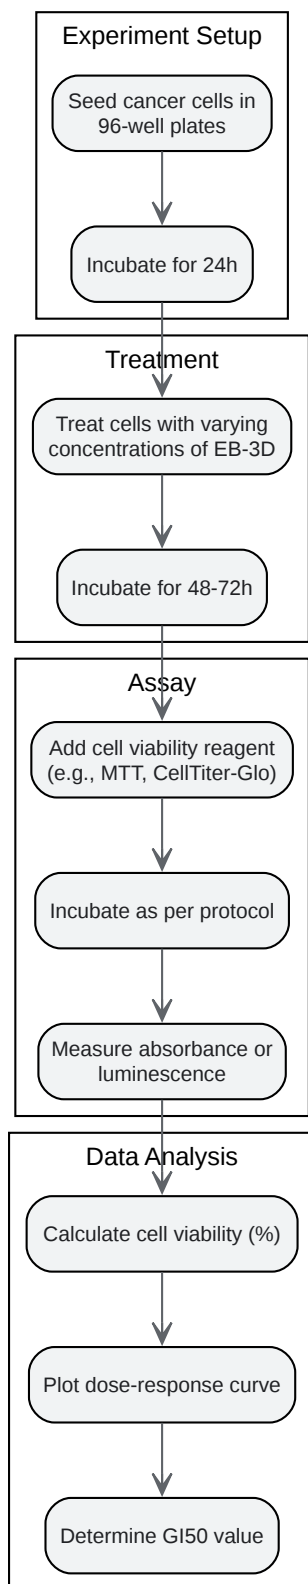 Experiment Setup
Seed cancer cells in
96-well plates
Incubate for 24h
Treatment
Treat cells with varying
concentrations of EB-3D
Incubate for 48-72h
Assay
Add cell viability reagent
(e.g., MTT, CellTiter-Glo)
Incubate as per protocol
Measure absorbance or
luminescence
Data Analysis
Calculate cell viability (%)
Plot dose-response curve
Determine GI50 value